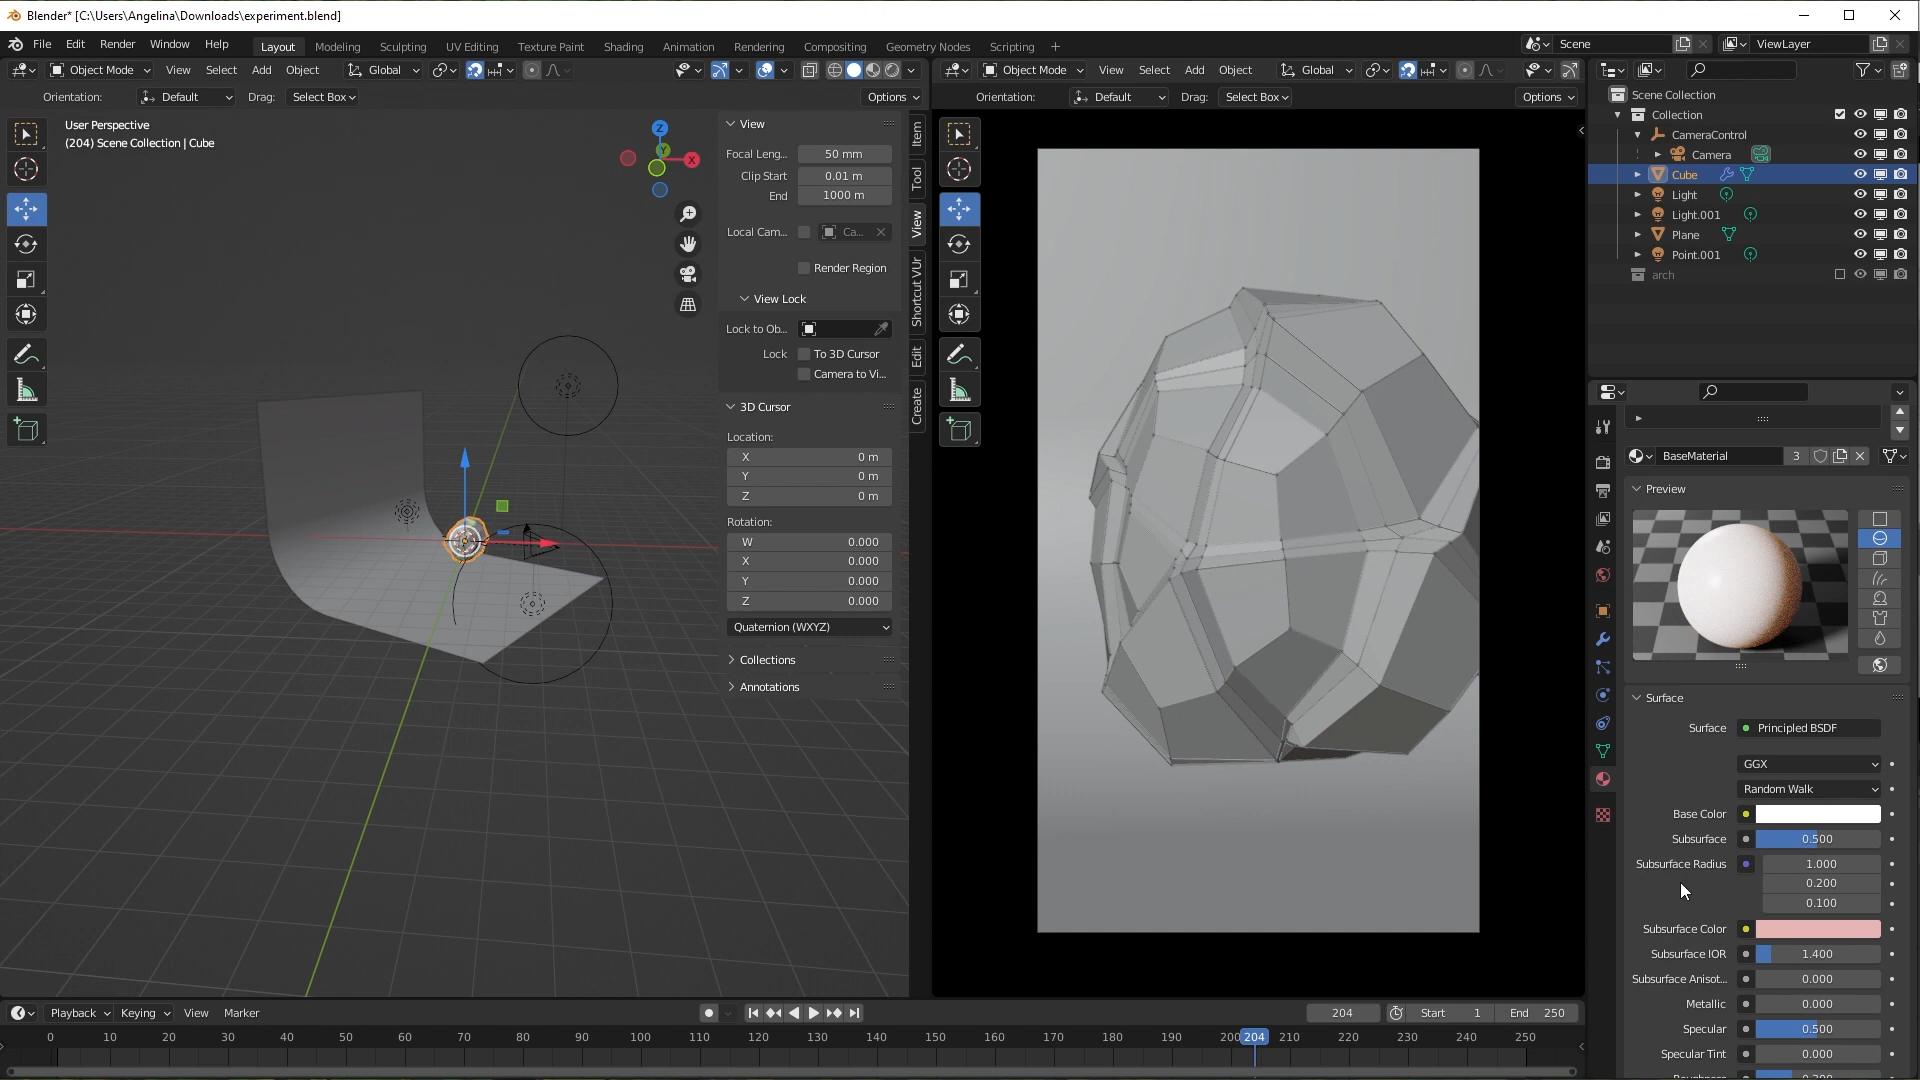 Blender* [C:\Users\Angelina\Downloads\experiment.blend]
File Edit Render Window Help Layout Modeling Sculpting UV Editing Texture Paint Shading Animation Rendering Compositing Geometry Nodes Scripting + Scene ViewLayer
Object Mode View Select Add Object Global
Object Mode View Select Add Object Global
Orientation: Default Drag: Select Box Options
Orientation: Default Drag: Select Box Options
User Perspective
(204) Scene Collection | Cube
Z
Y
X
View
Focal Leng... 50 mm
Clip Start 0.01 m
End 1000 m
Local Cam... Ca...
Render Region
View Lock
Lock to Ob...
Lock To 3D Cursor
Camera to Vi...
3D Cursor
Location:
X 0 m
Y 0 m
Z 0 m
Rotation:
W 0.000
X 0.000
Y 0.000
Z 0.000
Quaternion (WXYZ)
Collections
Annotations
Item
Tool
View
Shortcut VUr
Edit
Create
Scene Collection
Collection
CameraControl
Camera
Cube
Light
Light.001
Plane
Point.001
arch
BaseMaterial 3
Preview
Surface
Surface Principled BSDF
GGX
Random Walk
Base Color
Subsurface 0.500
Subsurface Radius 1.000
0.200
0.100
Subsurface Color
Subsurface IOR 1.400
Subsurface Anisot... 0.000
Metallic 0.000
Specular 0.500
Specular Tint 0.000
Playback Keying View Marker 204 Start 1 End 250
0 10 20 30 40 50 60 70 80 90 100 110 120 130 140 150 160 170 180 190 200 204 210 220 230 240 250